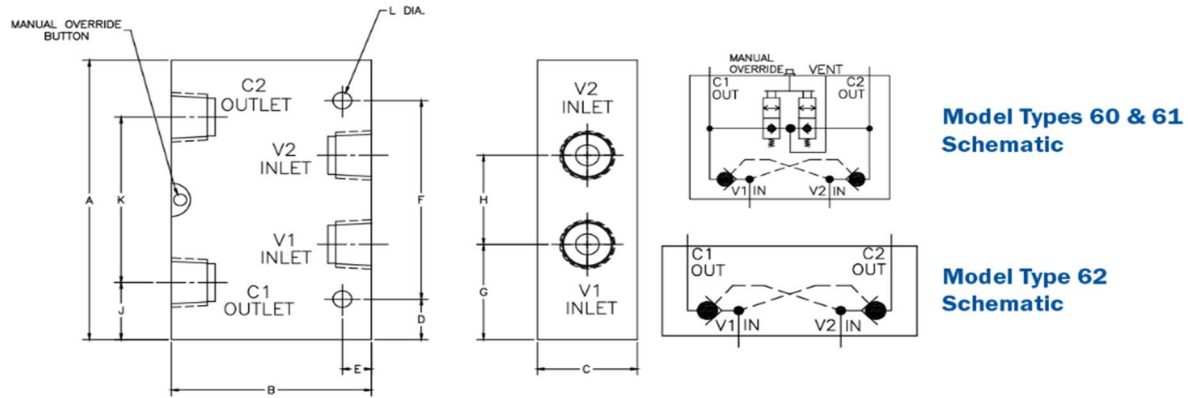 MANUAL OVERRIDE
BUTTON
L DIA.
C2
OUTLET
V2
INLET
V1
INLET
C1
OUTLET
A
K
J
F
D
E
B
V2
INLET
V1
INLET
H
G
C
MANUAL
OVERRIDE
VENT
C1
OUT
C2
OUT
V1 IN
V2 IN
Model Types 60 & 61
Schematic
C1
OUT
C2
OUT
V1 IN
V2 IN
Model Type 62
Schematic